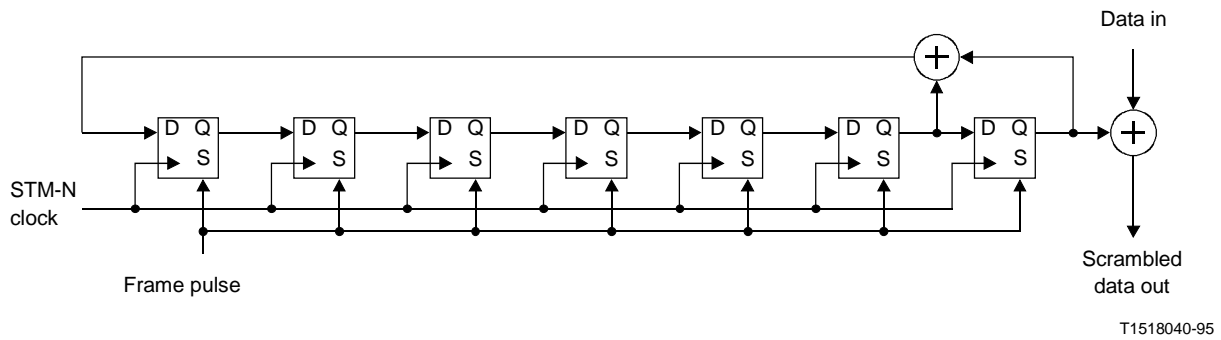 Data in
+
D Q
S
D Q
S
D Q
S
D Q
S
D Q
S
D Q
S
D Q
S
+
STM-N
clock
Frame pulse
Scrambled
data out
T1518040-95